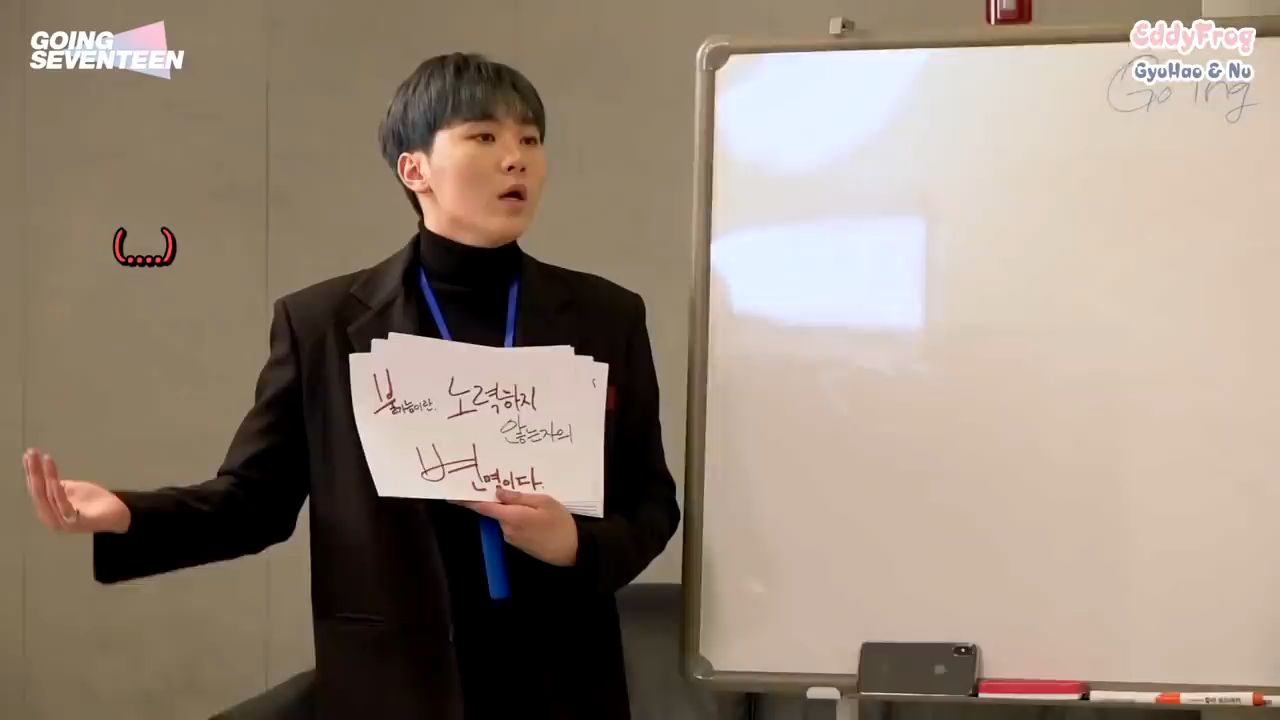 GOING
SEVENTEEN
EddyFrog
GyuHao & Nu
Going
(....)
불가능이란, 노력하지
않는자의
변명이다.